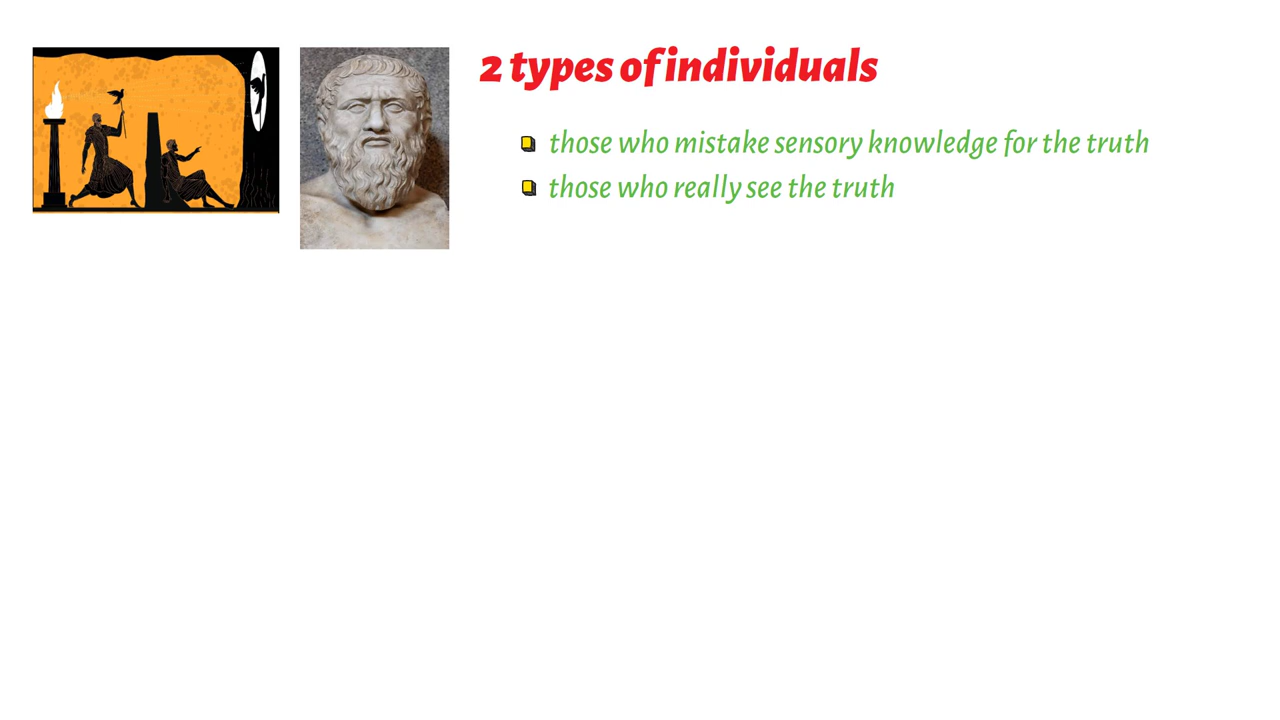 2 types of individuals
those who mistake sensory knowledge for the truth
those who really see the truth